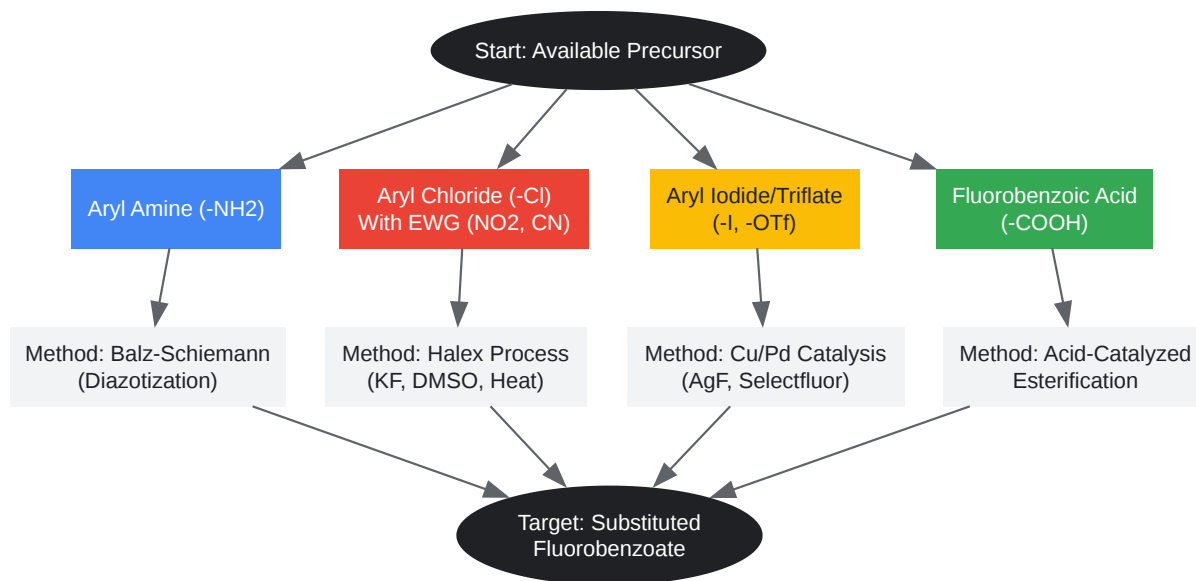 Start: Available Precursor
Aryl Amine (-NH2)
Aryl Chloride (-Cl)
With EWG (NO2, CN)
Aryl Iodide/Triflate
(-I, -OTf)
Fluorobenzoic Acid
(-COOH)
Method: Balz-Schiemann
(Diazotization)
Method: Halex Process
(KF, DMSO, Heat)
Method: Cu/Pd Catalysis
(AgF, Selectfluor)
Method: Acid-Catalyzed
Esterification
Target: Substituted
Fluorobenzoate